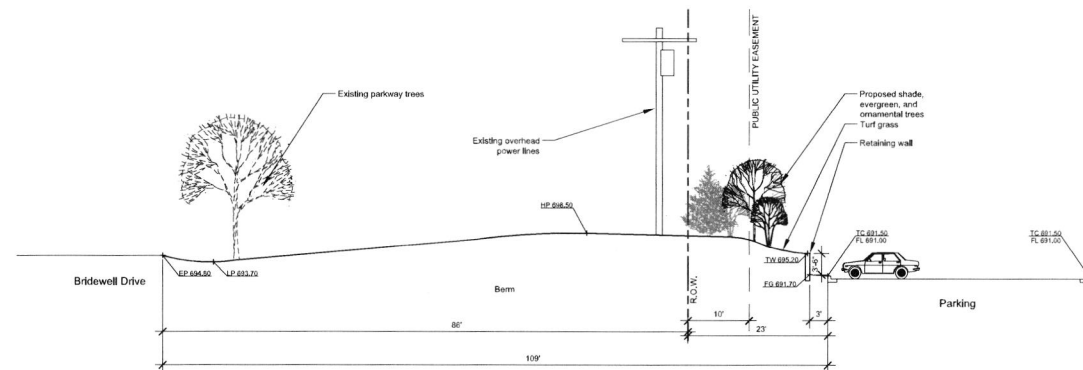 PUBLIC UTILITY EASEMENT
Existing parkway trees
Existing overhead
power lines
Proposed shade,
evergreen, and
ornamental trees
Turf grass
Retaining wall
HP 698.50
TC 691.50
FL 691.00
TC 691.50
FL 691.00
TW 695.20
3'-6"
FG 691.70
EP 694.50
LP 693.70
Bridewell Drive
Berm
R.O.W.
Parking
10'
3'
86'
23'
109'